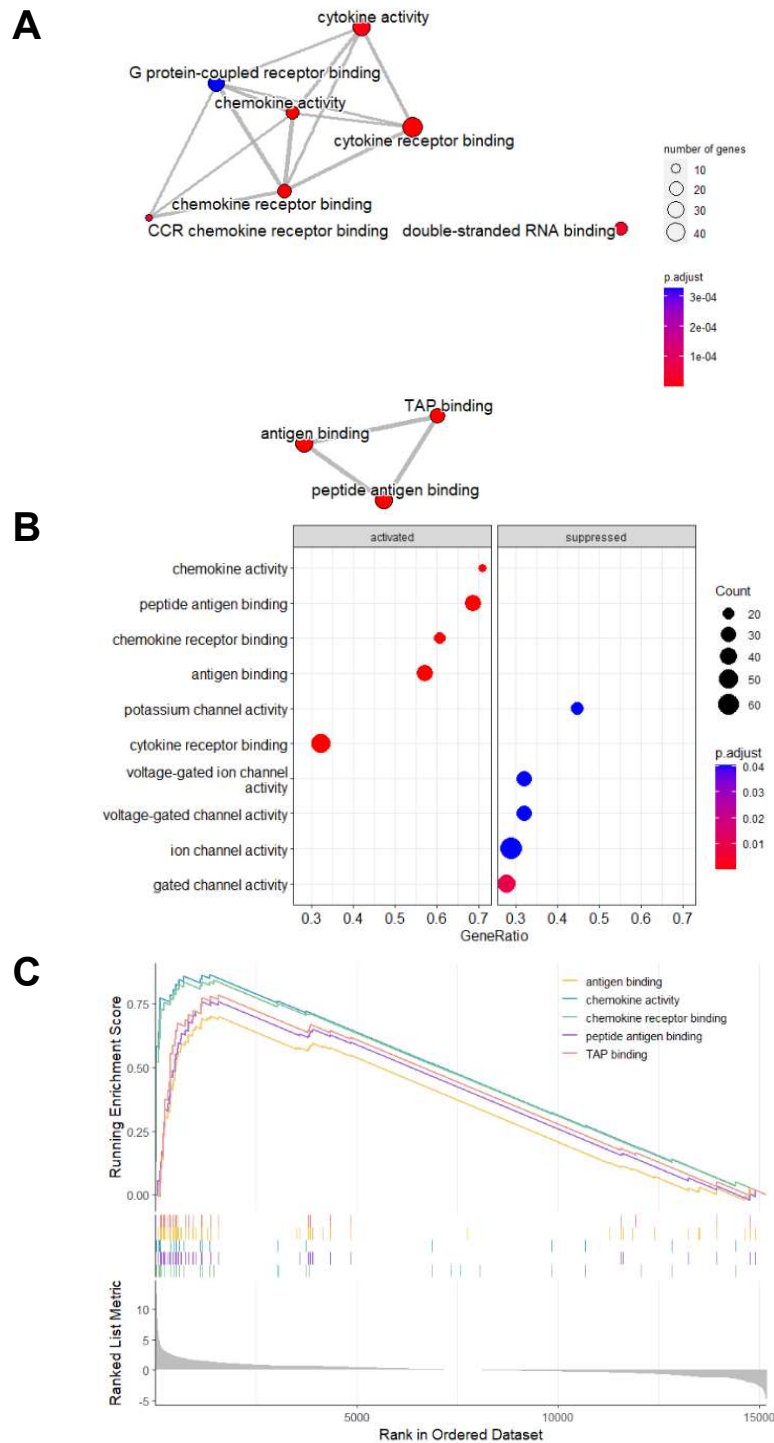 A
cytokine activity
G protein-coupled receptor binding
chemokine activity
cytokine receptor binding
chemokine receptor binding
CCR chemokine receptor binding
double-stranded RNA binding
number of genes
10
20
30
40
p.adjust
3e-04
2e-04
1e-04
TAP binding
antigen binding
peptide antigen binding
B
activated
suppressed
chemokine activity
peptide antigen binding
chemokine receptor binding
antigen binding
potassium channel activity
cytokine receptor binding
voltage-gated ion channel
activity
voltage-gated channel activity
ion channel activity
gated channel activity
0.3 0.4 0.5 0.6 0.7
0.3 0.4 0.5 0.6 0.7
GeneRatio
Count
20
30
40
50
60
p.adjust
0.04
0.03
0.02
0.01
C
Running Enrichment Score
0.75
0.50
0.25
0.00
antigen binding
chemokine activity
chemokine receptor binding
peptide antigen binding
TAP binding
Ranked List Metric
10
5
0
-5
5000 10000 15000
Rank in Ordered Dataset